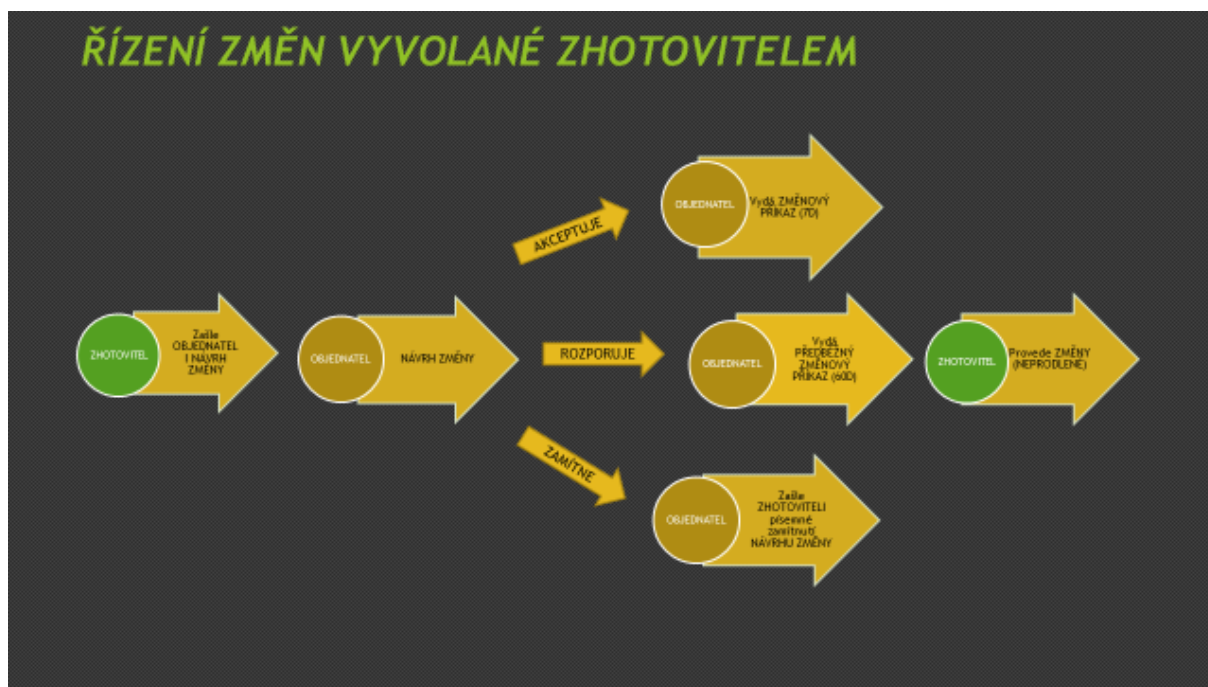 ŘÍZENÍ ZMĚN VYVOLANÉ ZHOTOVITELEM
OBJEDNATEL
Vydá ZMĚNOVÝ
PŘÍKAZ (7D)
AKCEPTUJE
ZHOTOVITEL
Zašle
OBJEDNATEL
I NÁVRH
ZMĚNY
OBJEDNATEL
NÁVRH ZMĚNY
ROZPORUJE
OBJEDNATEL
Vydá
PŘEDBĚŽNÝ
ZMĚNOVÝ
PŘÍKAZ (60D)
ZHOTOVITEL
Provede ZMĚNY
(NEPRODLENĚ)
ZAMÍTNE
OBJEDNATEL
Zašle
ZHOTOVITELI
písemné
zamítnutí
NÁVRHU ZMĚNY